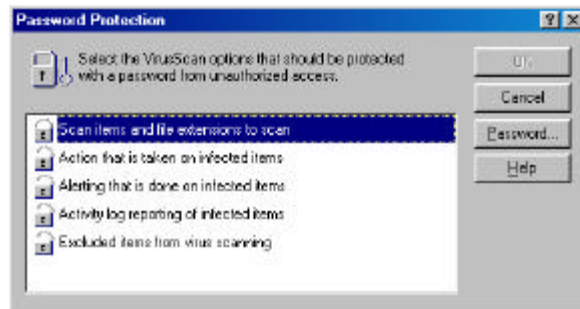 Password Protection
Select the VirusScan options that should be protected
with a password from unauthorized access.
OK
Cancel
Password...
Help
Scan items and file extensions to scan
Action that is taken on infected items
Alerting that is done on infected items
Activity log reporting of infected items
Excluded items from virus scanning